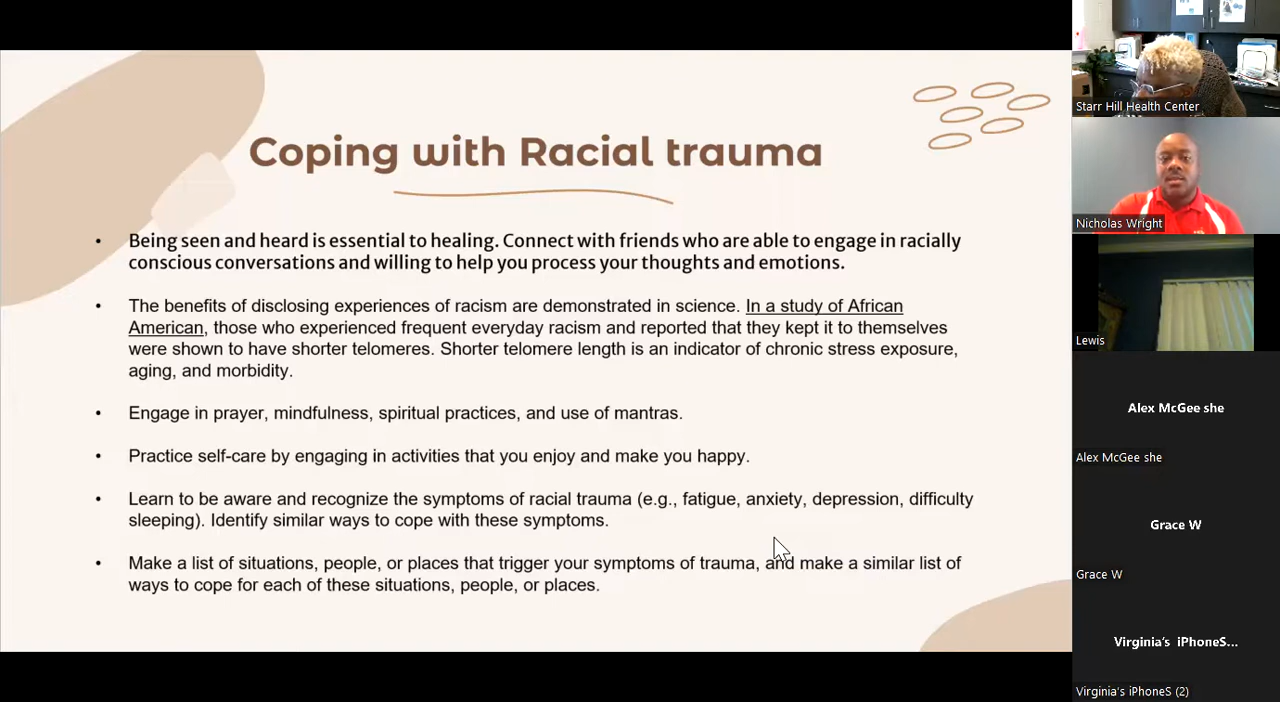 Coping with Racial trauma
• Being seen and heard is essential to healing. Connect with friends who are able to engage in racially
conscious conversations and willing to help you process your thoughts and emotions.
• The benefits of disclosing experiences of racism are demonstrated in science. In a study of African
American, those who experienced frequent everyday racism and reported that they kept it to themselves
were shown to have shorter telomeres. Shorter telomere length is an indicator of chronic stress exposure,
aging, and morbidity.
• Engage in prayer, mindfulness, spiritual practices, and use of mantras.
• Practice self-care by engaging in activities that you enjoy and make you happy.
• Learn to be aware and recognize the symptoms of racial trauma (e.g., fatigue, anxiety, depression, difficulty
sleeping). Identify similar ways to cope with these symptoms.
• Make a list of situations, people, or places that trigger your symptoms of trauma, and make a similar list of
ways to cope for each of these situations, people, or places.
Starr Hill Health Center
Nicholas Wright
Lewis
Alex McGee she
Alex McGee she
Grace W
Grace W
Virginia's iPhoneS...
Virginia's iPhoneS (2)